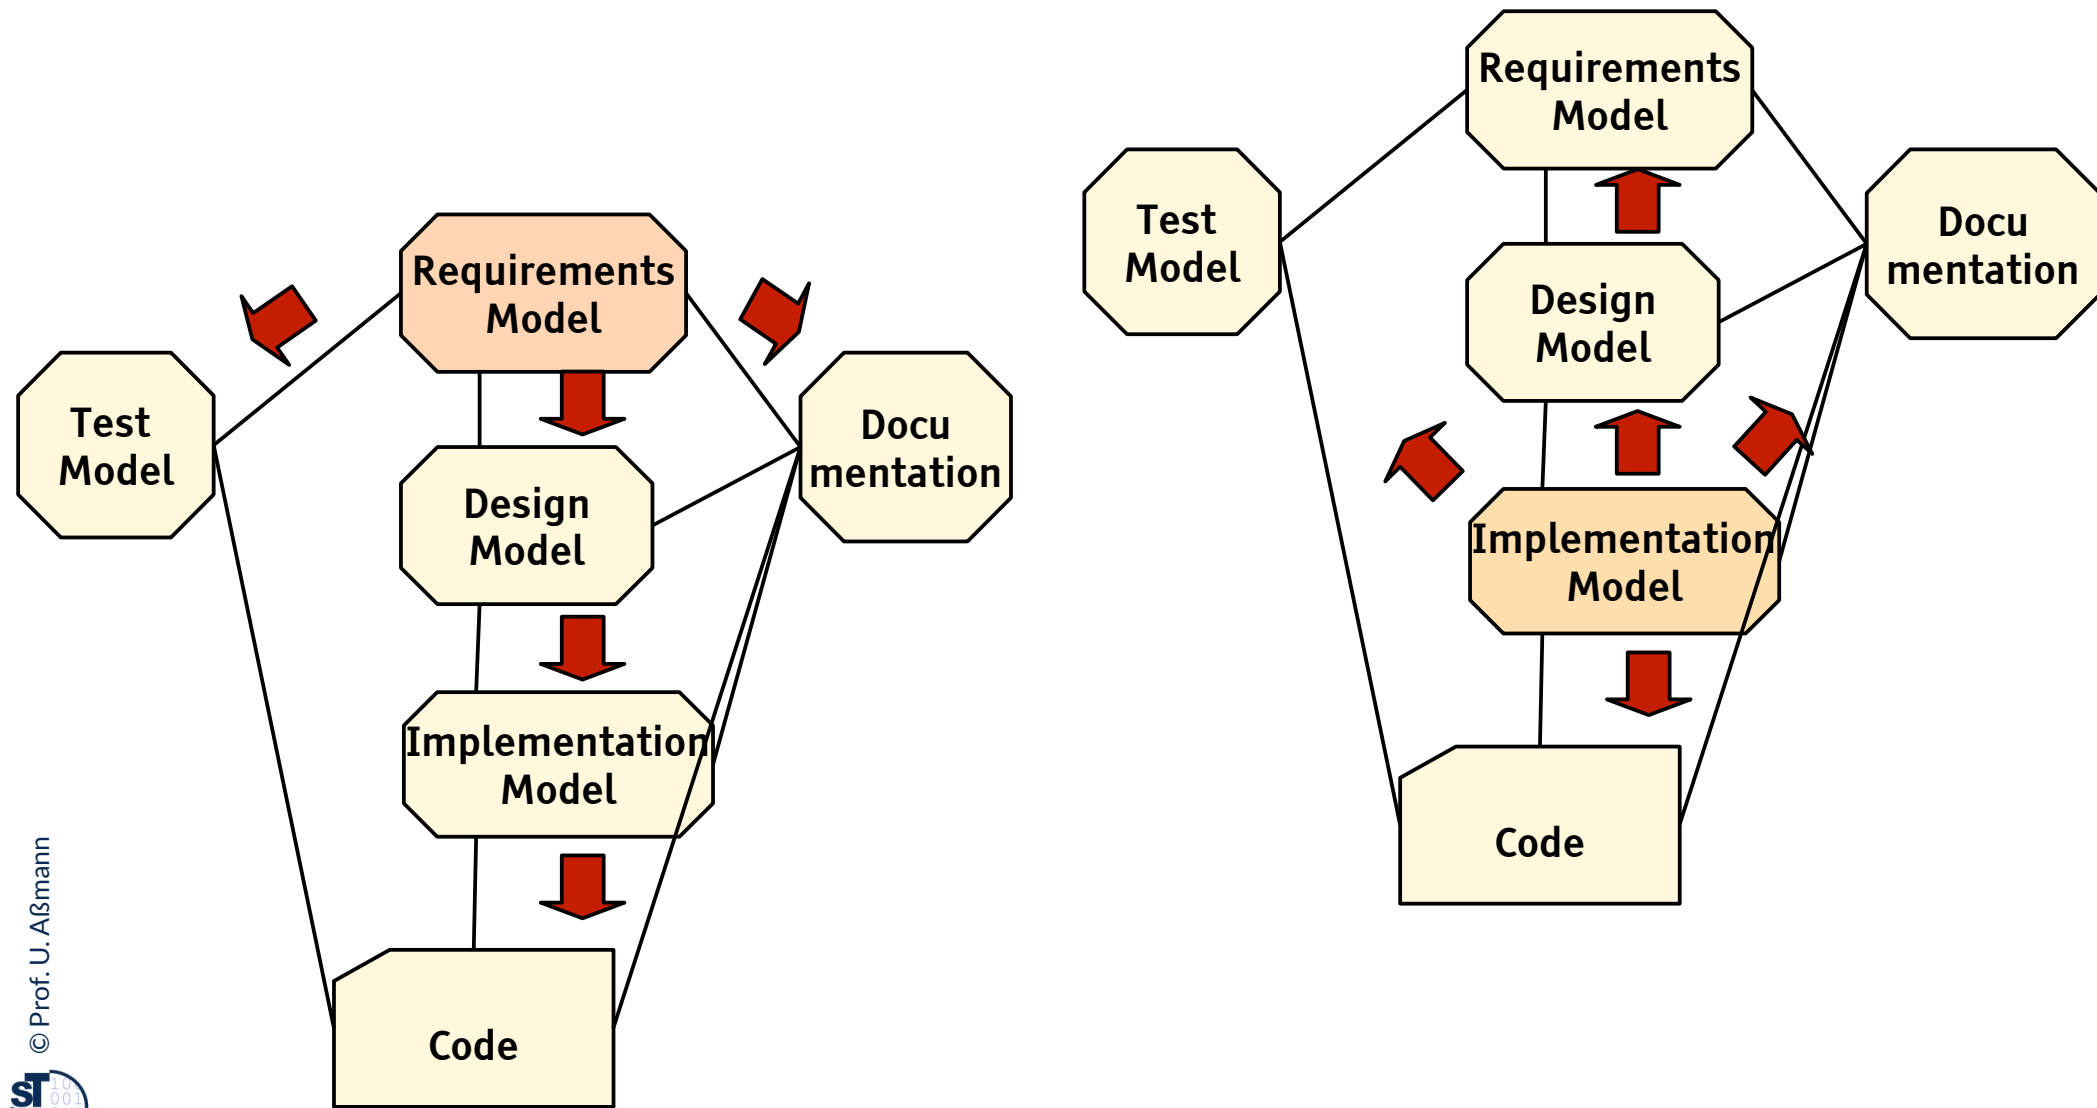 Requirements
Model
Test
Model
Docu
mentation
Design
Model
Implementation
Model
Code
Requirements
Model
Test
Model
Docu
mentation
Design
Model
Implementation
Model
Code
© Prof. U. Aßmann
ST